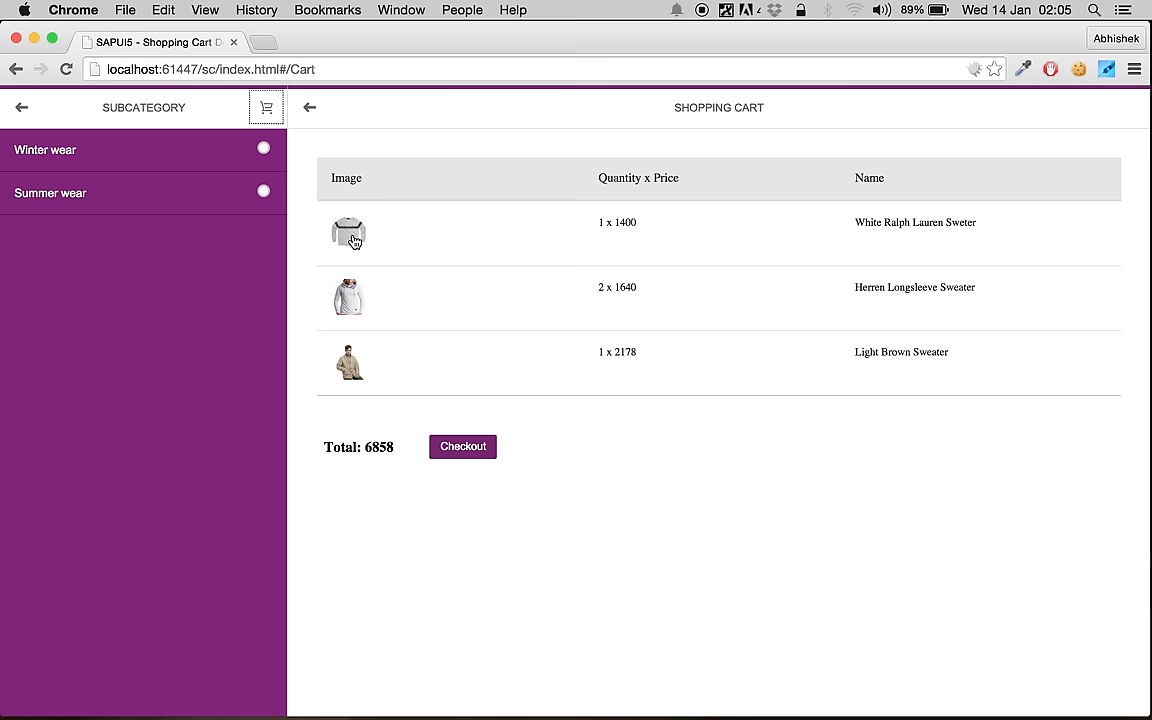 Chrome File Edit View History Bookmarks Window People Help 4 89% Wed 14 Jan 02:05
SAPUI5 - Shopping Cart D
Abhishek
localhost:61447/sc/index.html#/Cart
SUBCATEGORY
SHOPPING CART
Winter wear
Summer wear
Image Quantity x Price Name
1 x 1400 White Ralph Lauren Sweter
2 x 1640 Herren Longsleeve Sweater
1 x 2178 Light Brown Sweater
Total: 6858 Checkout